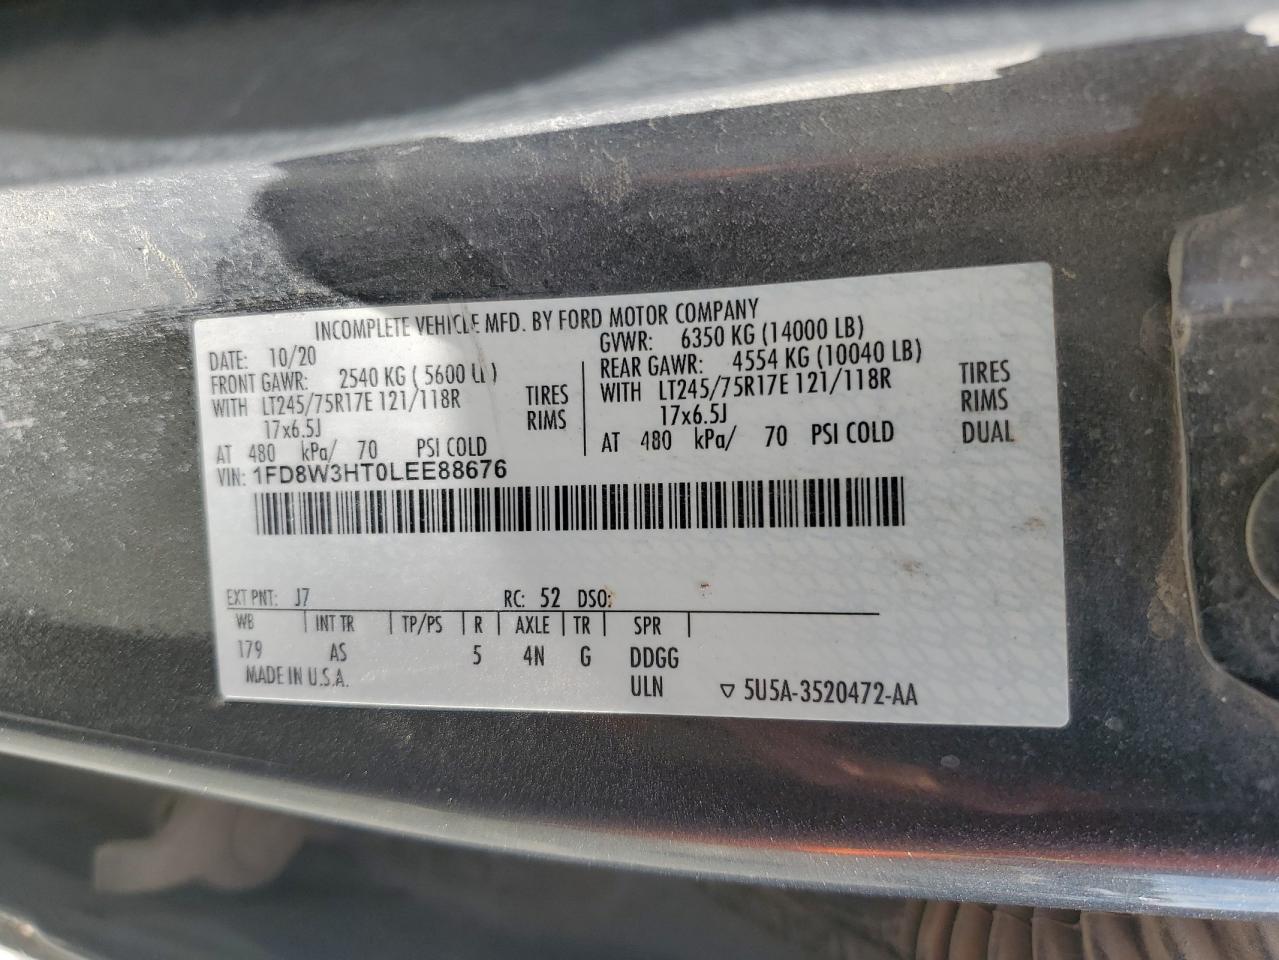 INCOMPLETE VEHICLE MFD. BY FORD MOTOR COMPANY
DATE: 10/20 GVWR: 6350 KG (14000 LB)
FRONT GAWR: 2540 KG ( 5600 REAR GAWR: 4554 KG (10040 LB)
WITH LT245/75R17E 121/118R TIRES WITH LT245/75R17E 121/118R TIRES
17x6.5J RIMS 17x6.5J RIMS
AT 480 kPa/ 70 PSI COLD AT 480 kPa/ 70 PSI COLD DUAL
VIN: 1FD8W3HT0LEE88676
EXT PNT: J7 RC: 52 DSO:
WB INT TR TP/PS R AXLE TR SPR
179 AS 5 4N G DDGG
MADE IN U.S.A. ULN ▽ 5U5A-3520472-AA